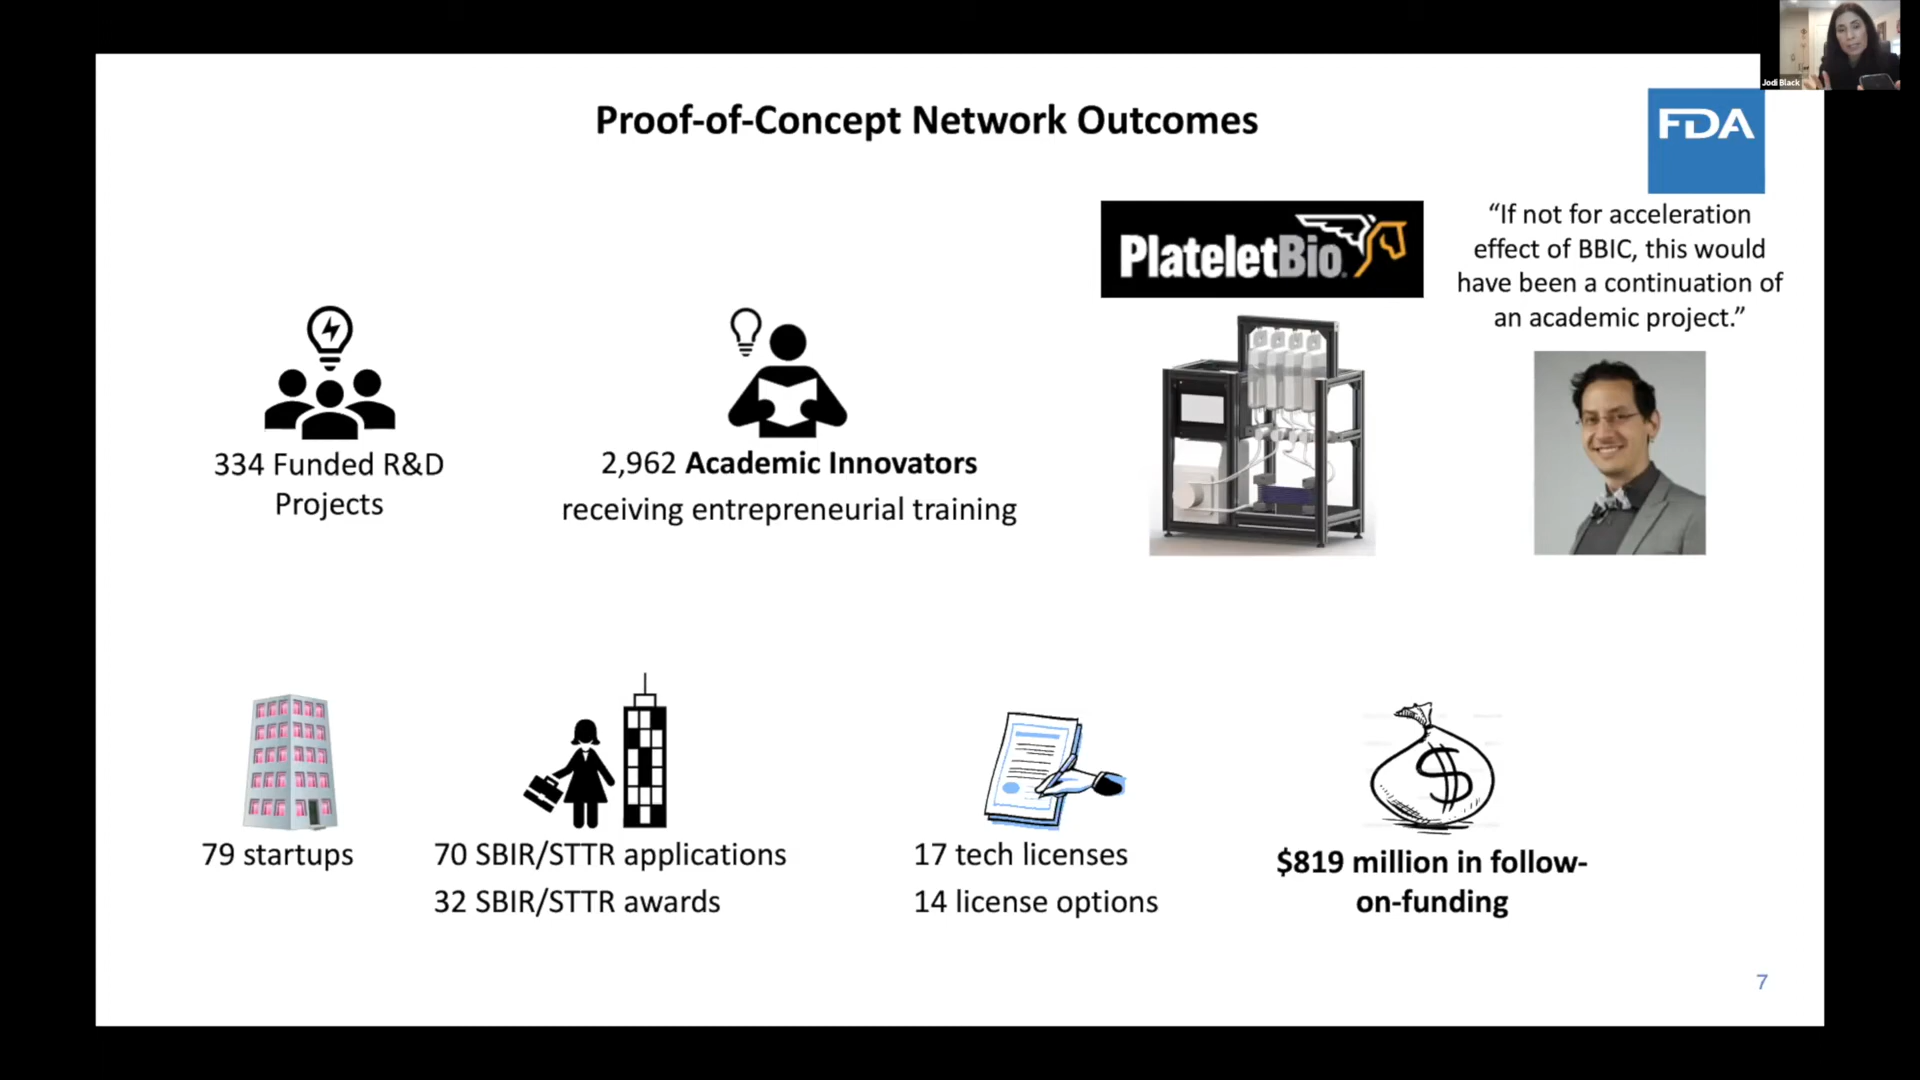 Jodi Black
Proof-of-Concept Network Outcomes
FDA
PlateletBio®
“If not for acceleration
effect of BBIC, this would
have been a continuation of
an academic project.”
334 Funded R&D
Projects
2,962 Academic Innovators
receiving entrepreneurial training
79 startups
70 SBIR/STTR applications
32 SBIR/STTR awards
17 tech licenses
14 license options
$819 million in follow-
on-funding
7